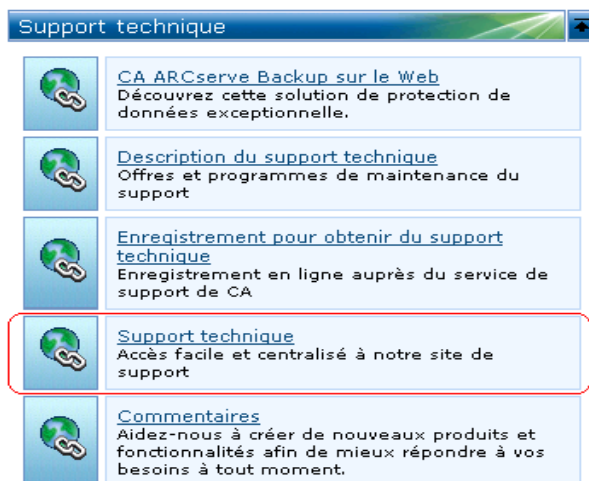 Support technique
CA ARCserve Backup sur le Web
Découvrez cette solution de protection de
données exceptionnelle.
Description du support technique
Offres et programmes de maintenance du
support
Enregistrement pour obtenir du support
technique
Enregistrement en ligne auprès du service de
support de CA
Support technique
Accès facile et centralisé à notre site de
support
Commentaires
Aidez-nous à créer de nouveaux produits et
fonctionnalités afin de mieux répondre à vos
besoins à tout moment.